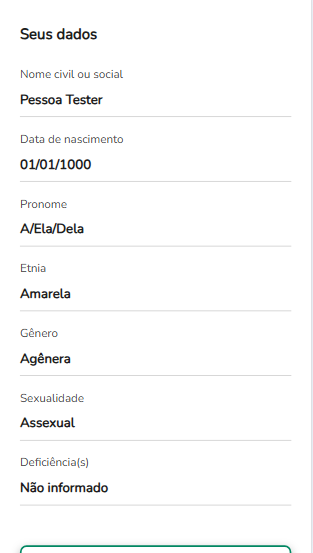 Seus dados
Nome civil ou social
Pessoa Tester
Data de nascimento
01/01/1000
Pronome
A/Ela/Dela
Etnia
Amarela
Gênero
Agênera
Sexualidade
Assexual
Deficiência(s)
Não informado